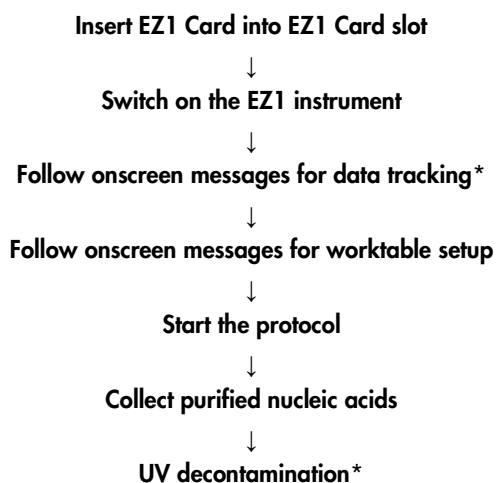 Insert EZ1 Card into EZ1 Card slot
↓
Switch on the EZ1 instrument
↓
Follow onscreen messages for data tracking*
↓
Follow onscreen messages for worktable setup
↓
Start the protocol
↓
Collect purified nucleic acids
↓
UV decontamination*